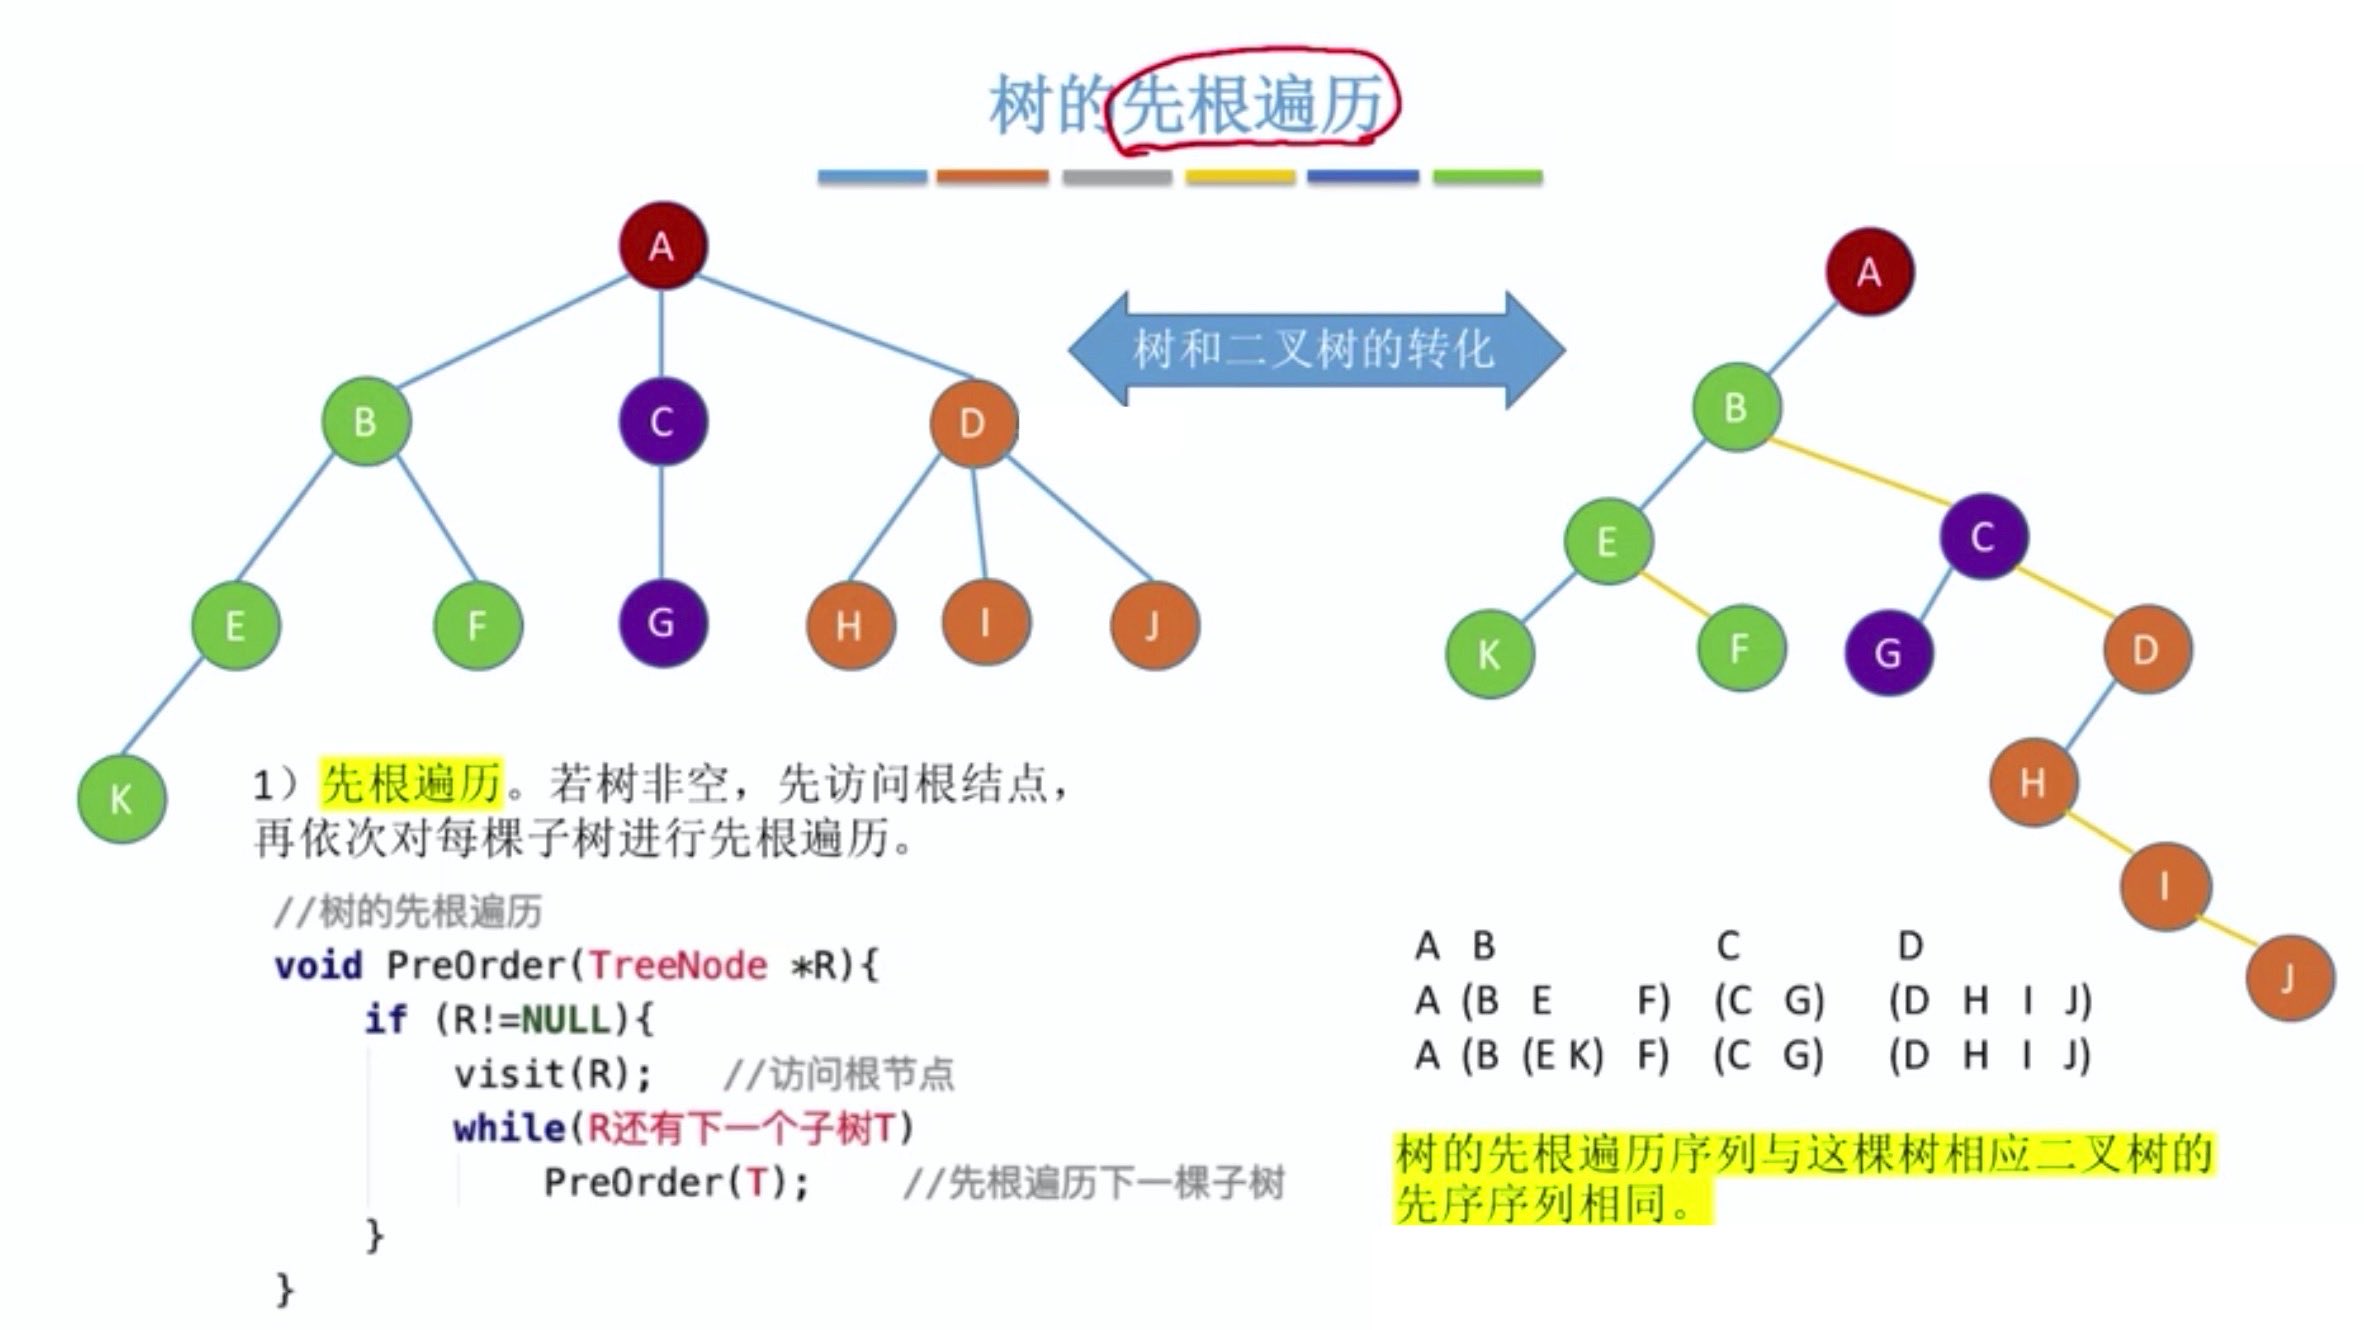 树的先根遍历
A
B
C
D
E
F
G
H
I
J
K
树和二叉树的转化
A
B
E
C
K
F
G
D
H
I
J
1）先根遍历。若树非空，先访问根结点，
再依次对每棵子树进行先根遍历。
//树的先根遍历
void PreOrder(TreeNode *R){
if (R!=NULL){
visit(R); //访问根节点
while(R还有下一个子树T)
PreOrder(T); //先根遍历下一棵子树
}
}
A B C D
A (B E F) (C G) (D H I J)
A (B (E K) F) (C G) (D H I J)
树的先根遍历序列与这棵树相应二叉树的
先序序列相同。